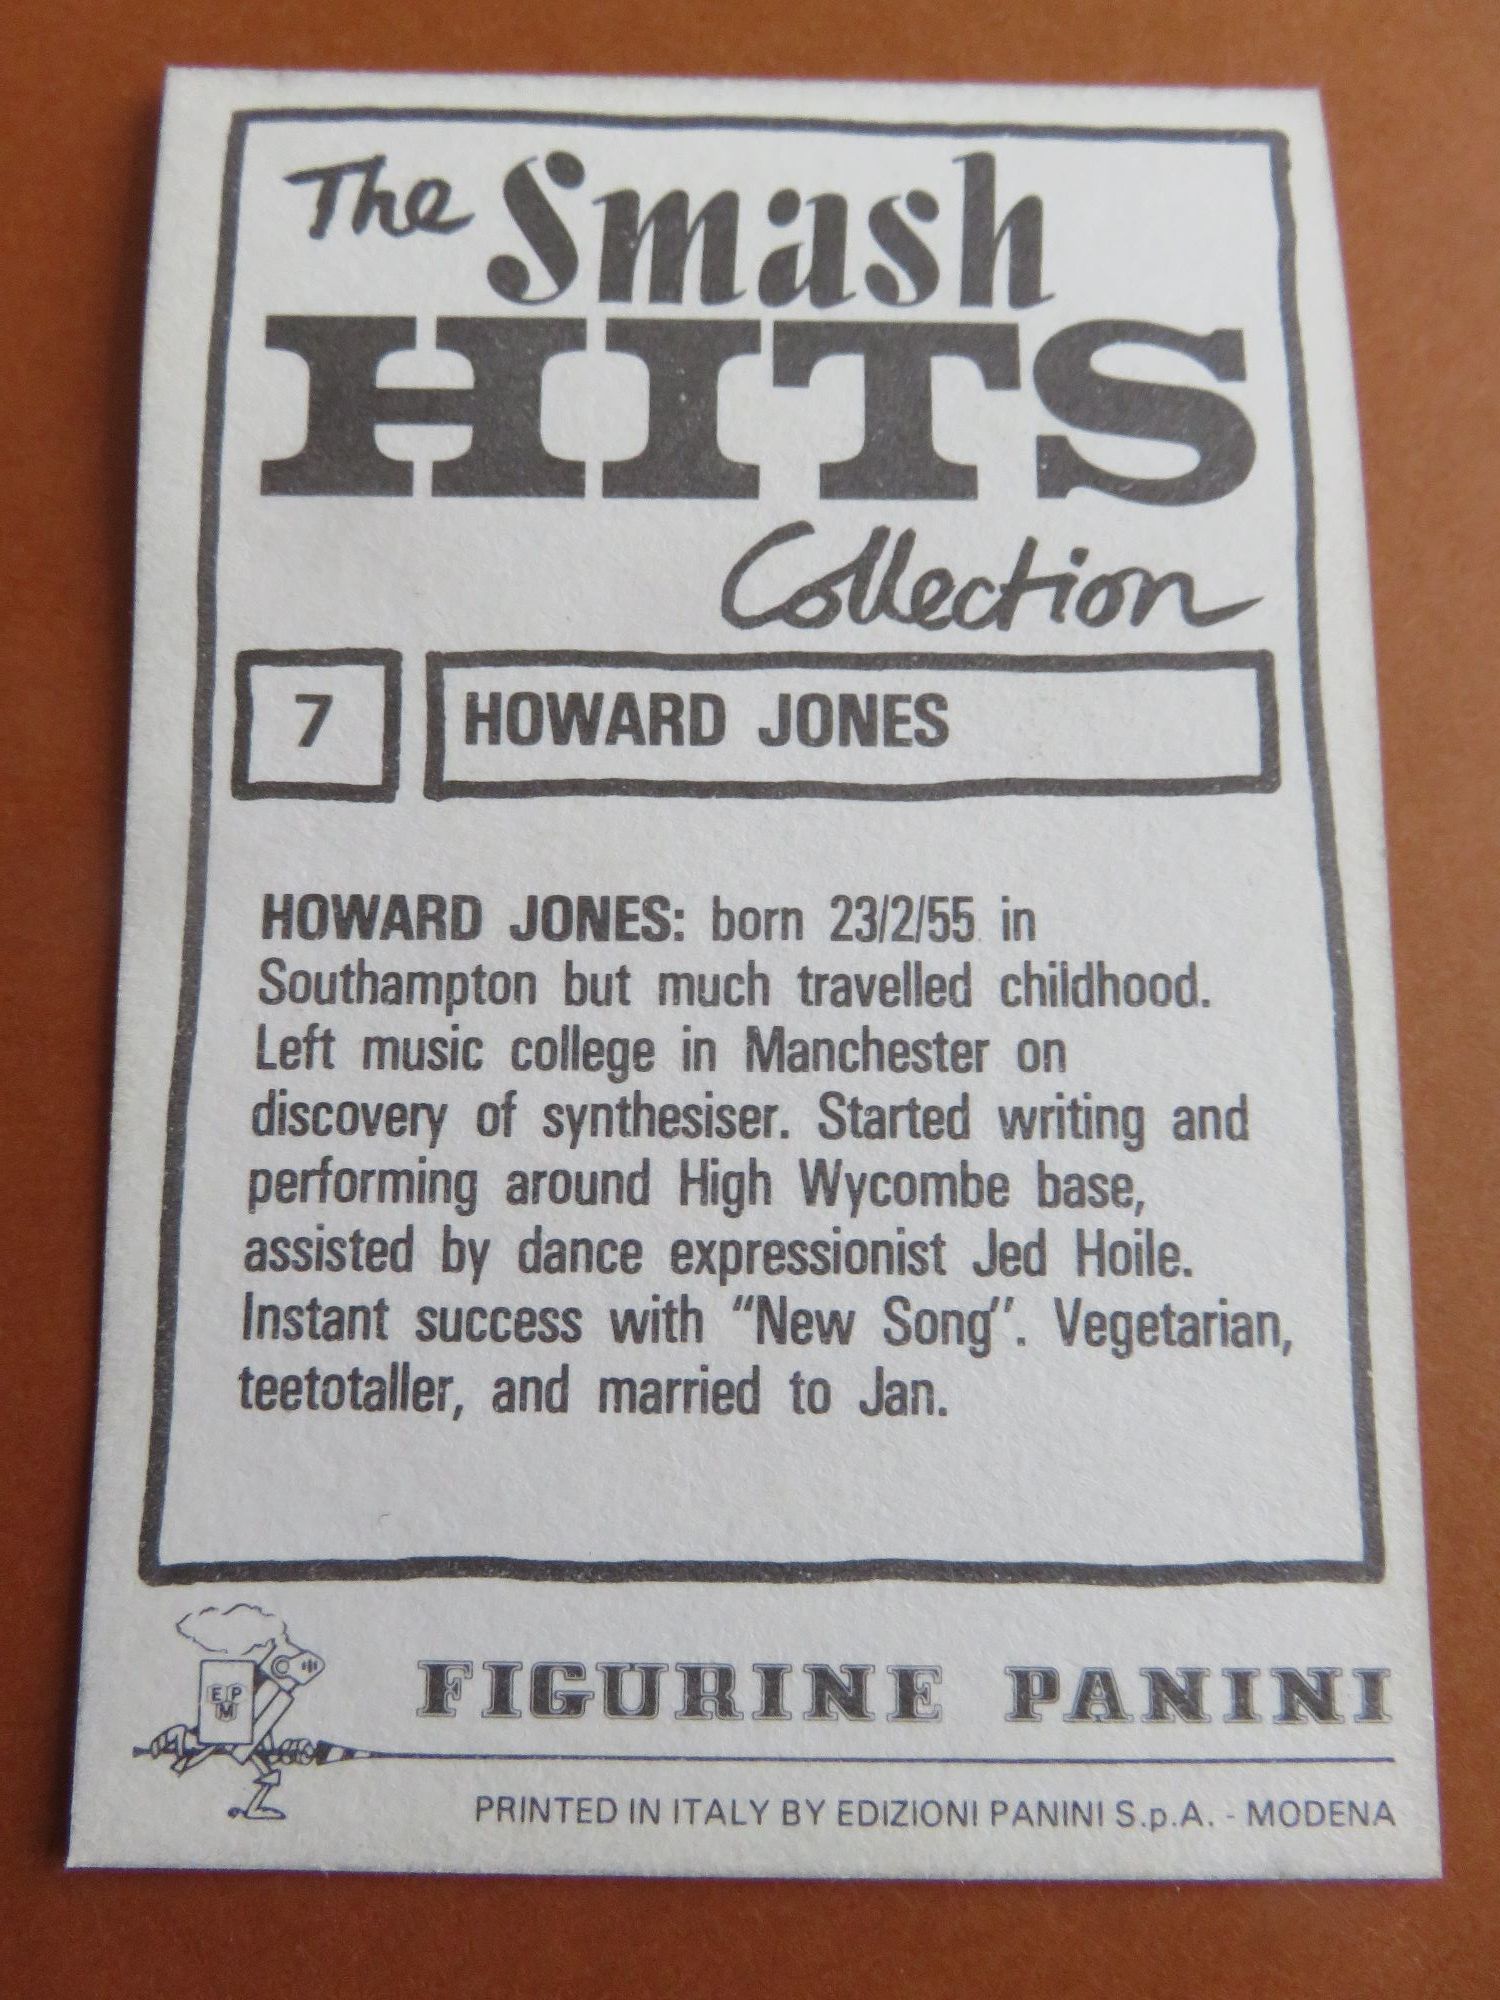 The Smash
HITS
Collection
7 HOWARD JONES
HOWARD JONES: born 23/2/55 in
Southampton but much travelled childhood.
Left music college in Manchester on
discovery of synthesiser. Started writing and
performing around High Wycombe base,
assisted by dance expressionist Jed Hoile.
Instant success with “New Song”. Vegetarian,
teetotaller, and married to Jan.
EP
M
FIGURINE PANINI
PRINTED IN ITALY BY EDIZIONI PANINI S.p.A. - MODENA